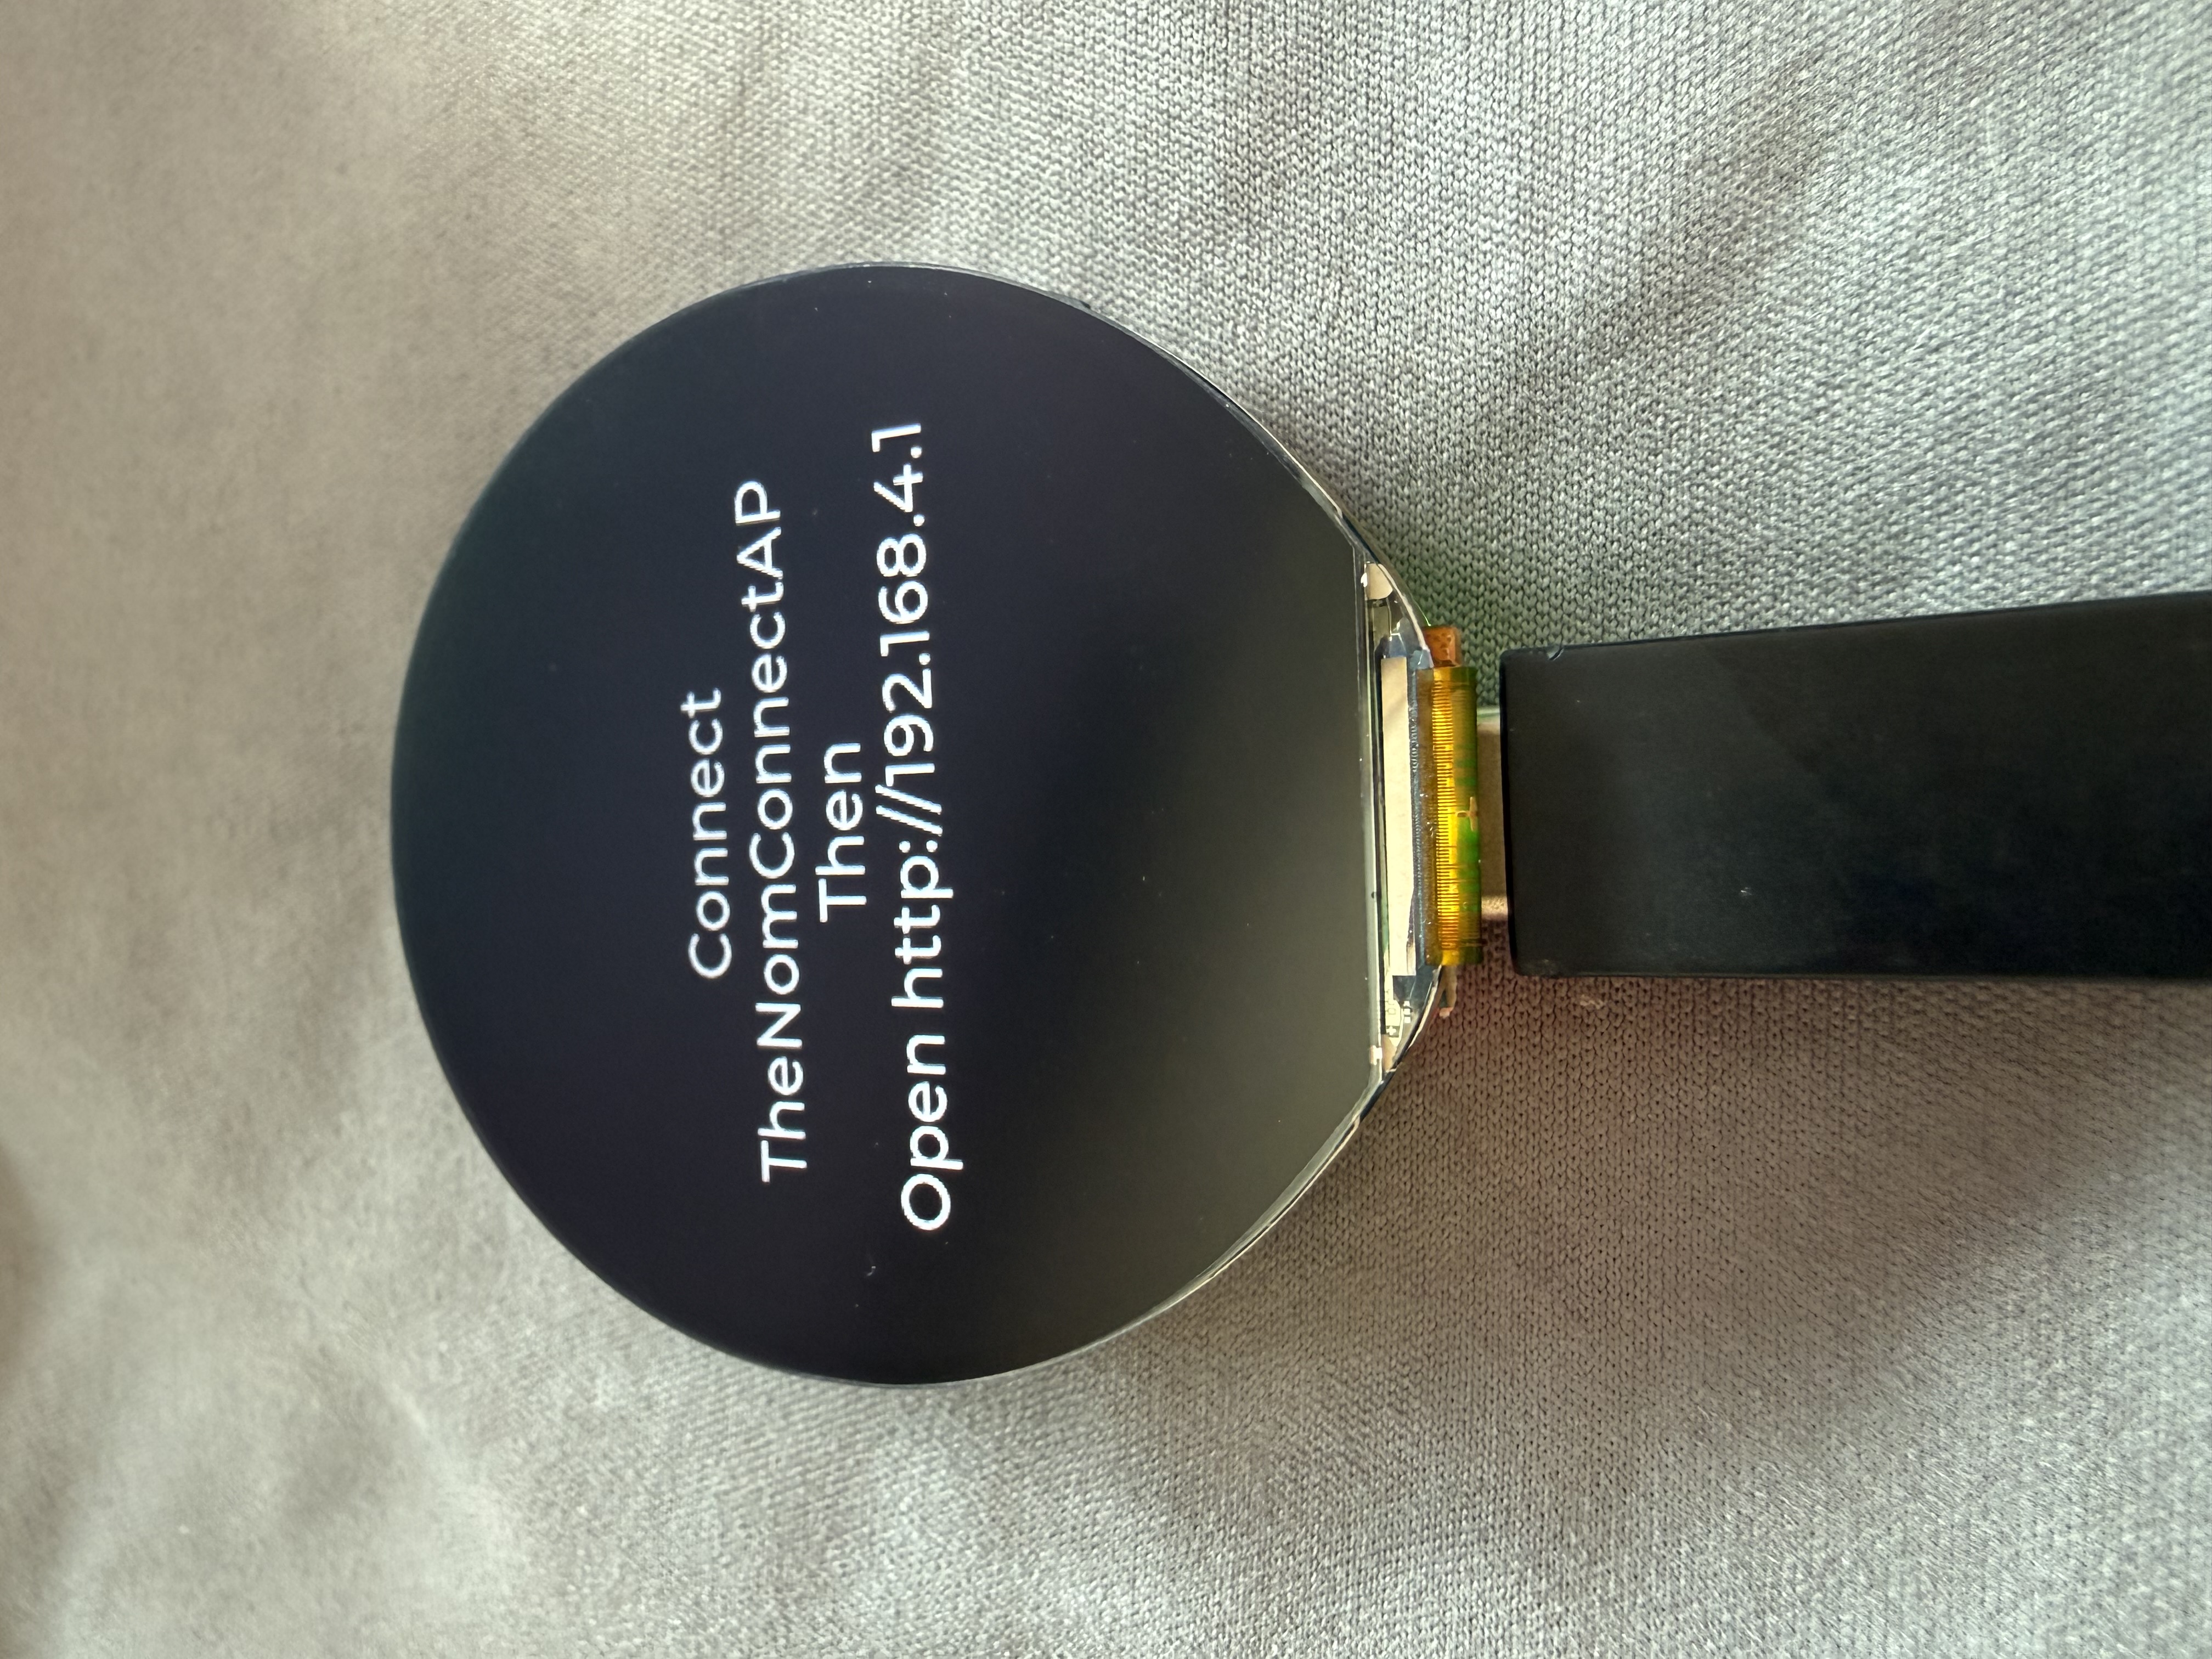 Connect
TheNomConnectAP
Then
Open http://192.168.4.1